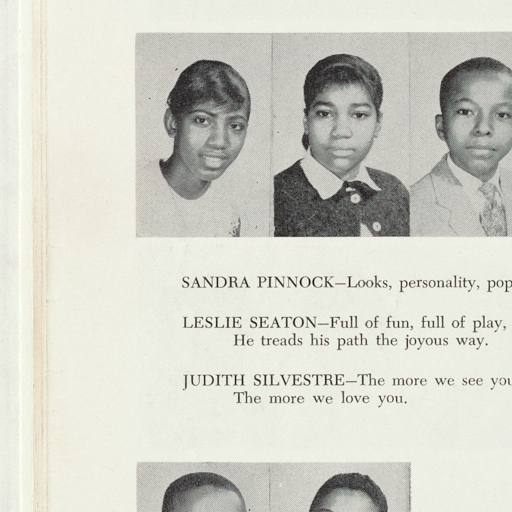 SANDRA PINNOCK—Looks, personality, pop
LESLIE SEATON—Full of fun, full of play,
He treads his path the joyous way.
JUDITH SILVESTRE—The more we see you
The more we love you.